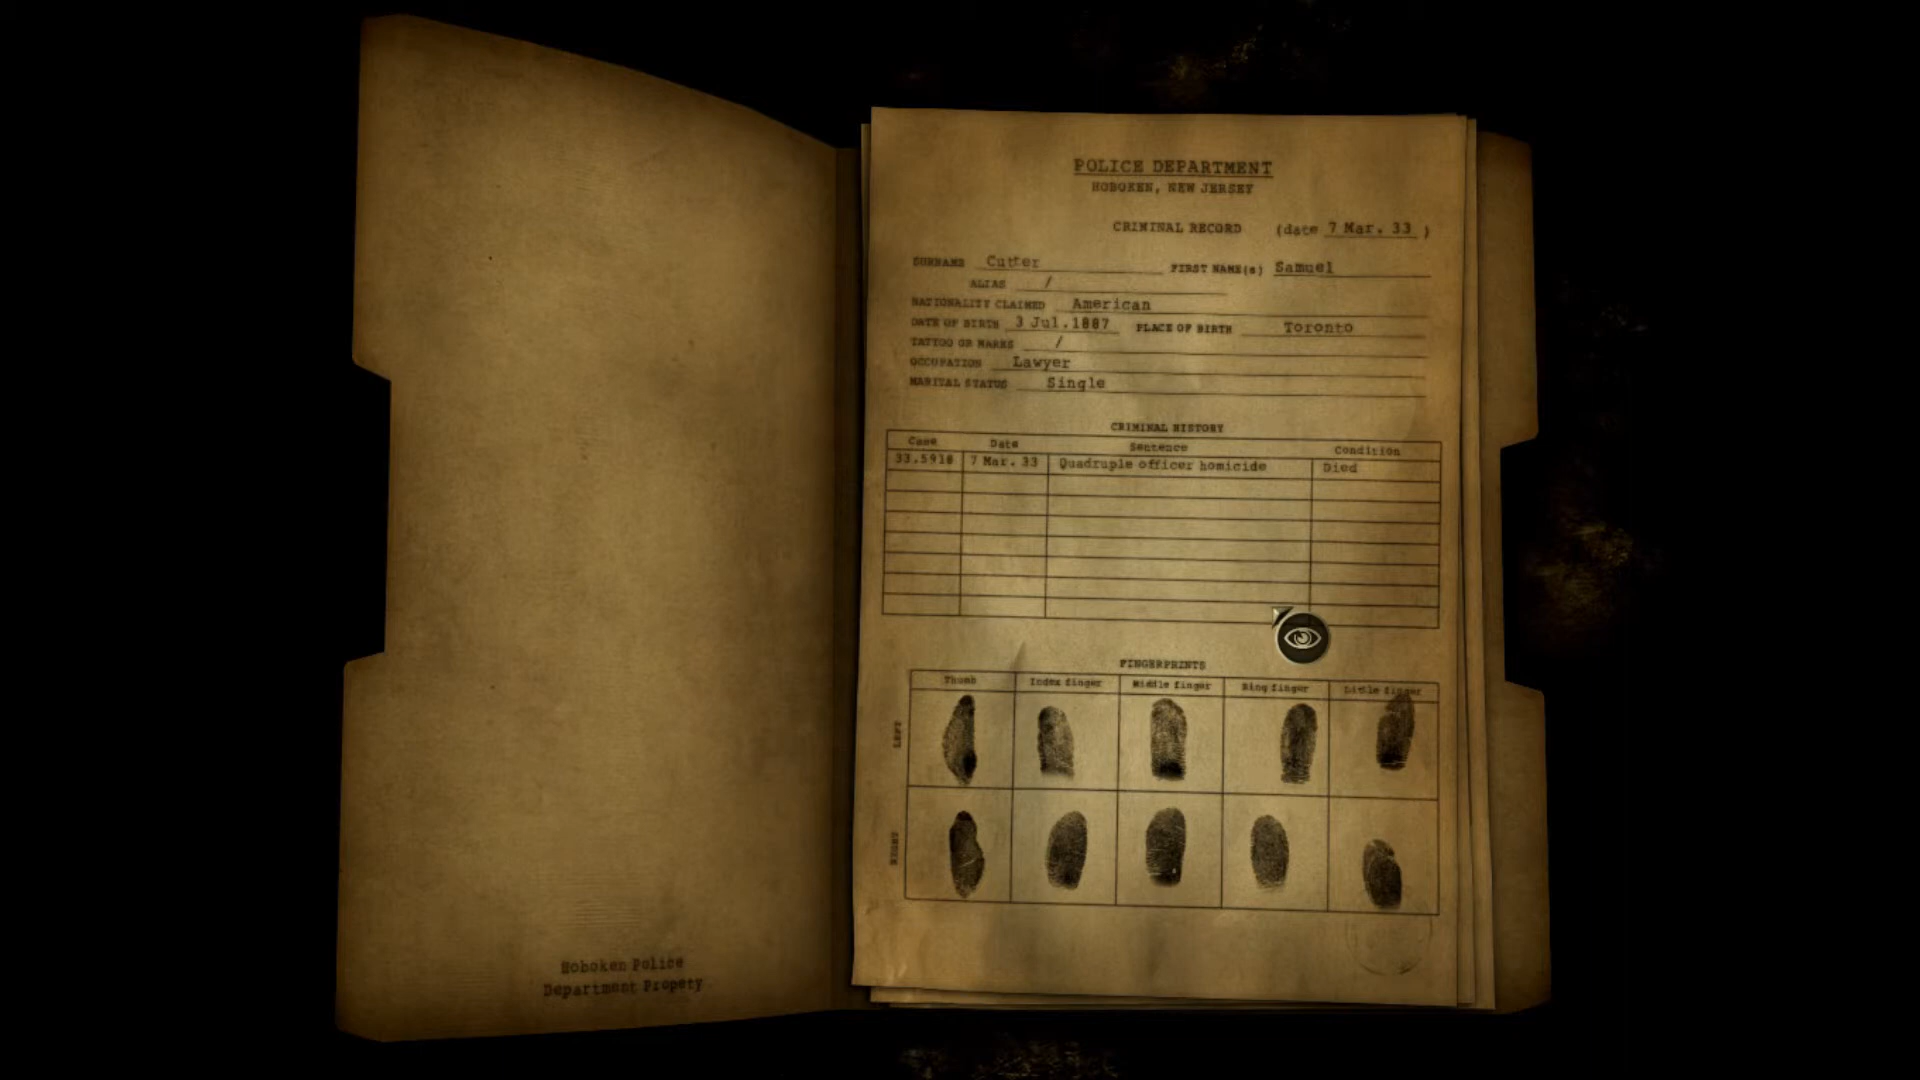 POLICE DEPARTMENT
HOBOKEN, NEW JERSEY
CRIMINAL RECORD (date 7 Mar. 33 )
SURNAME Cutter FIRST NAME(s) Samuel
ALIAS /
NATIONALITY CLAIMED American
DATE OF BIRTH 3 Jul.1887 PLACE OF BIRTH Toronto
TATTOO OR MARKS /
OCCUPATION Lawyer
MARITAL STATUS Single
CRIMINAL HISTORY
Case Date Sentence Condition
33.5918 7 Mar. 33 Quadruple officer homicide Died
FINGERPRINTS
Thumb Index finger Middle finger Ring finger Little finger
LEFT
RIGHT
Hoboken Police
Department Propety